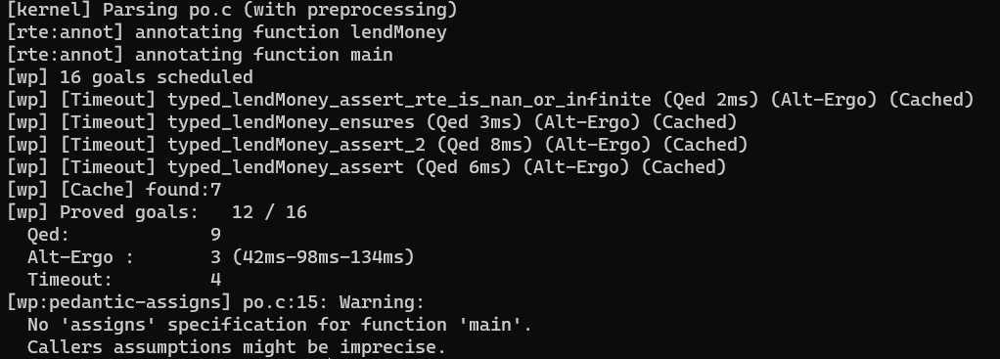 [kernel] Parsing po.c (with preprocessing)
[rte:annot] annotating function lendMoney
[rte:annot] annotating function main
[wp] 16 goals scheduled
[wp] [Timeout] typed_lendMoney_assert_rte_is_nan_or_infinite (Qed 2ms) (Alt-Ergo) (Cached)
[wp] [Timeout] typed_lendMoney_ensures (Qed 3ms) (Alt-Ergo) (Cached)
[wp] [Timeout] typed_lendMoney_assert_2 (Qed 8ms) (Alt-Ergo) (Cached)
[wp] [Timeout] typed_lendMoney_assert (Qed 6ms) (Alt-Ergo) (Cached)
[wp] [Cache] found:7
[wp] Proved goals:   12 / 16
  Qed:             9
  Alt-Ergo :       3 (42ms-98ms-134ms)
  Timeout:         4
[wp:pedantic-assigns] po.c:15: Warning:
  No 'assigns' specification for function 'main'.
  Callers assumptions might be imprecise.